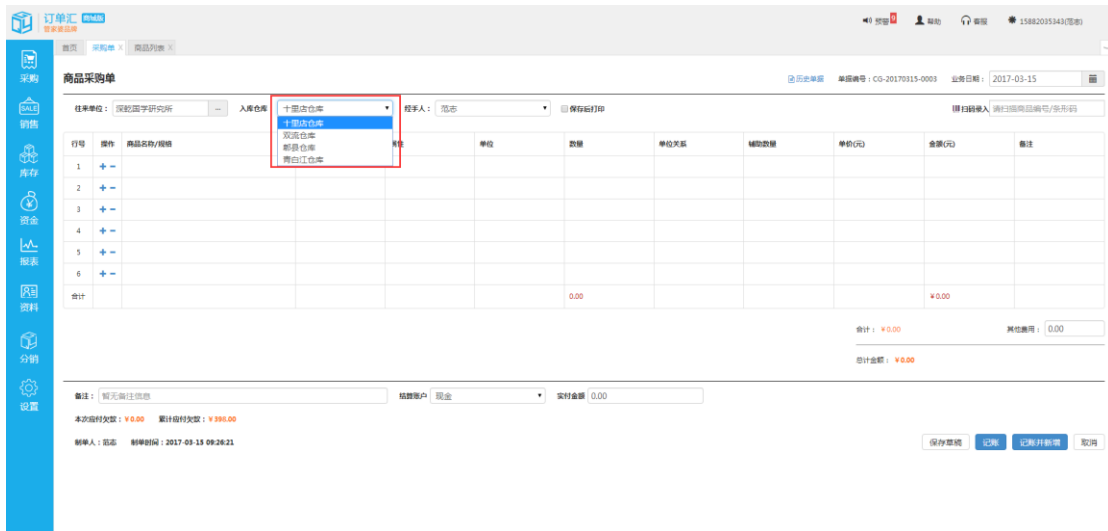 订单汇 商城版
管家婆品牌
预警 9 帮助 客服 15882035343(范志)
首页 采购单 X 商品列表 X
采购
销售
库存
资金
报表
资料
分销
设置
商品采购单 历史单据 单据编号：CG-20170315-0003 业务日期： 2017-03-15
往来单位： 深屹国学研究所 ... 入库仓库 十里店仓库 经手人： 范志 保存后打印 扫码录入 请扫描商品编号/条形码
十里店仓库
双流仓库
郫县仓库
青白江仓库
行号 操作 商品名称/规格 单位 数量 单位关系 辅助数量 单价(元) 金额(元) 备注
1 + −
2 + −
3 + −
4 + −
5 + −
6 + −
合计 0.00 ￥0.00
合计： ￥0.00 其他费用： 0.00
总计金额： ￥0.00
备注： 暂无备注信息 结算账户 现金 实付金额 0.00
本次应付欠款：￥0.00 累计应付欠款：￥398.00
制单人：范志 制单时间：2017-03-15 09:26:21
保存草稿 记账 记账并新增 取消